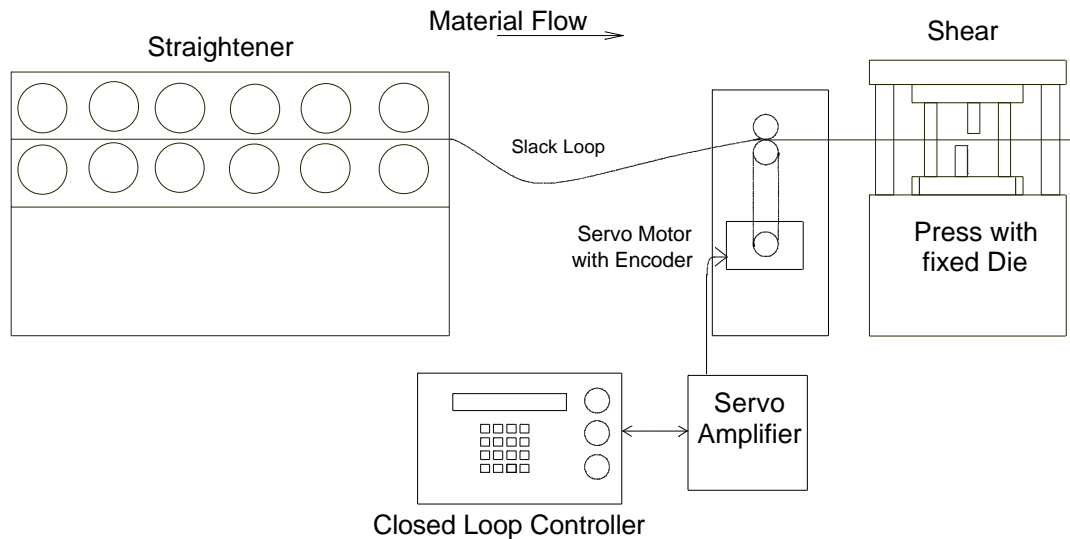 Material Flow
Straightener
Shear
Slack Loop
Servo Motor
with Encoder
Press with
fixed Die
Servo
Amplifier
Closed Loop Controller